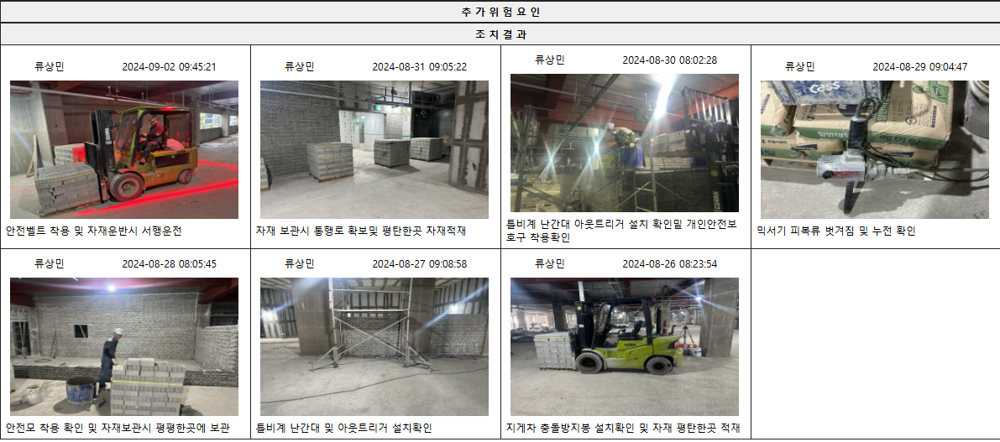 추 가 위 험 요 인
조 치 결 과
류상민 2024-09-02 09:45:21
류상민 2024-08-31 09:05:22
류상민 2024-08-30 08:02:28
류상민 2024-08-29 09:04:47
CLARK
CLARK
cass
안전벨트 착용 및 자재운반시 서행운전
자재 보관시 통행로 확보및 평탄한곳 자재적재
틀비계 난간대 아웃트리거 설치 확인밑 개인안전보
호구 착용확인
믹서기 피복류 벗겨짐 및 누전 확인
류상민 2024-08-28 08:05:45
류상민 2024-08-27 09:08:58
류상민 2024-08-26 08:23:54
안전모 착용 확인 및 자재보관시 평평한곳에 보관
틀비계 난간대 및 아웃트리거 설치확인
지게차 충돌방지봉 설치확인 및 자재 평탄한곳 적재